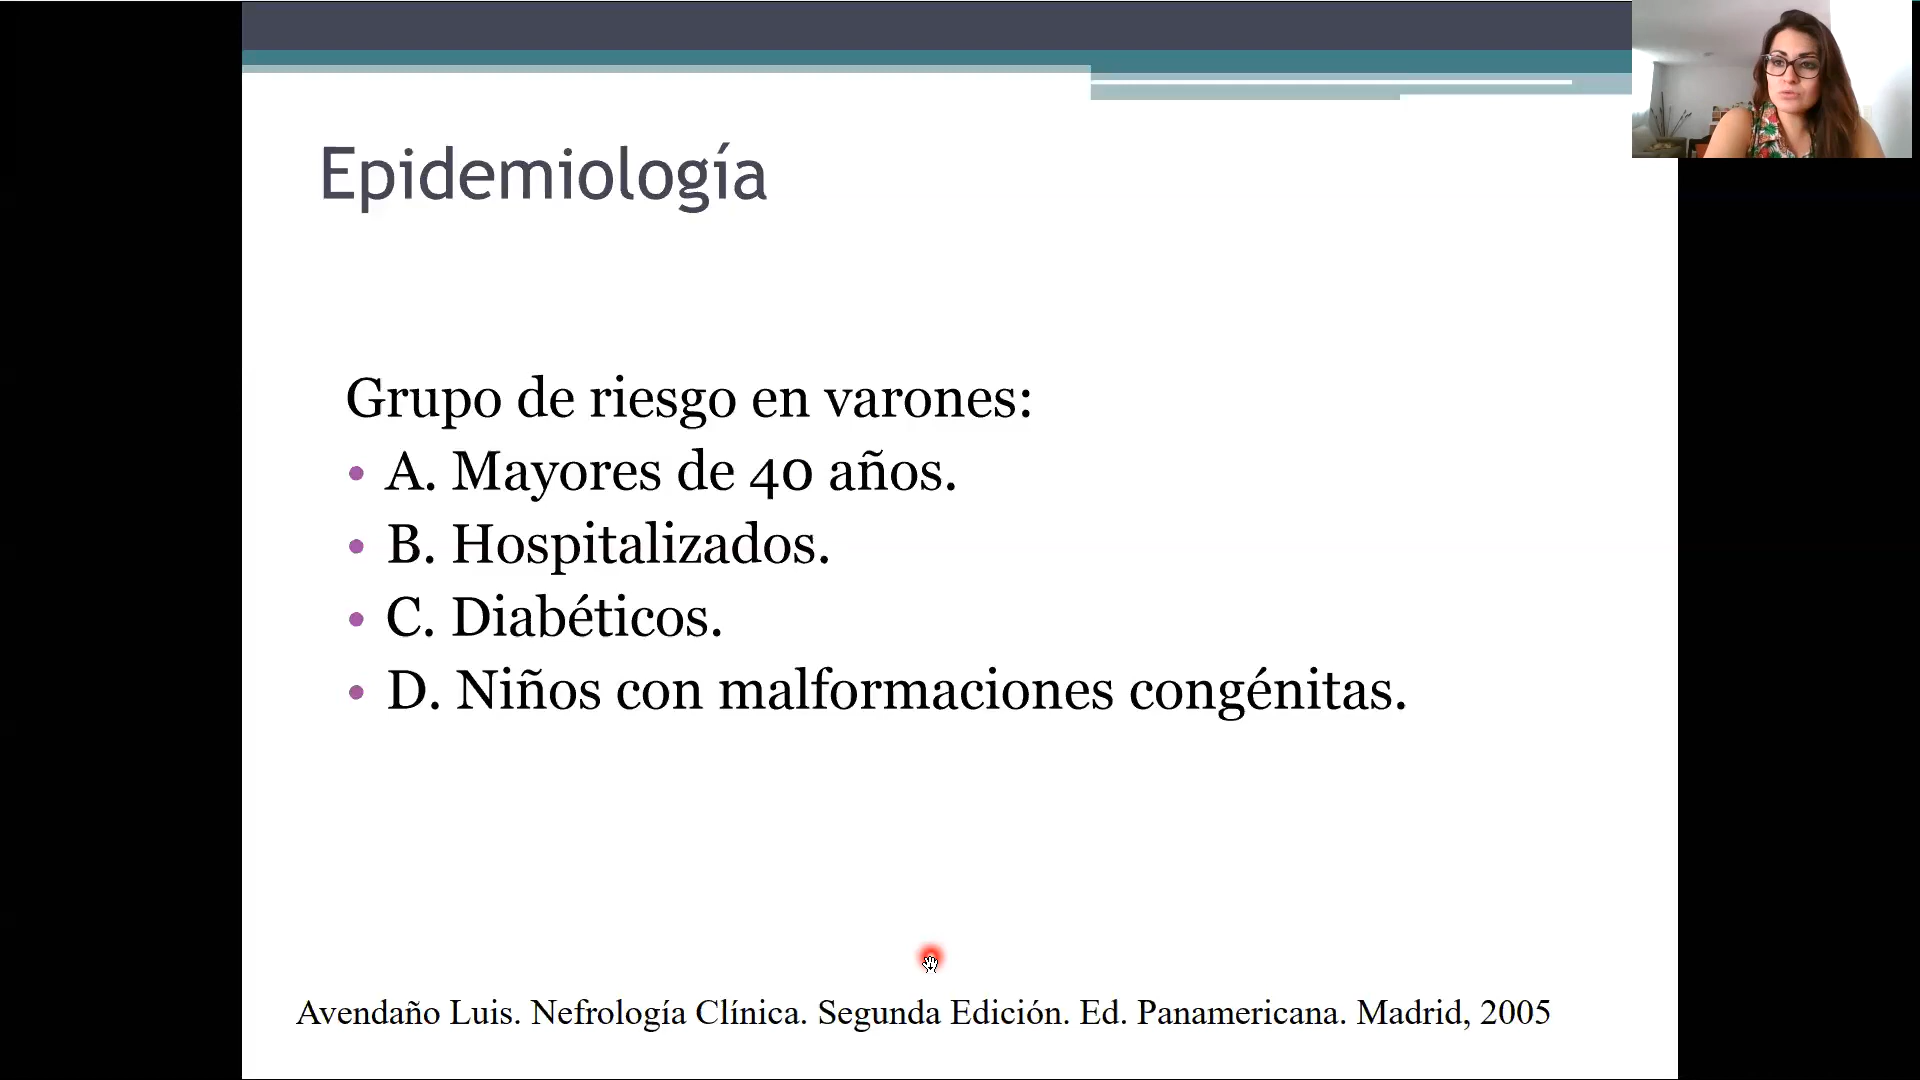 Epidemiología
Grupo de riesgo en varones:
• A. Mayores de 40 años.
• B. Hospitalizados.
• C. Diabéticos.
• D. Niños con malformaciones congénitas.
Avendaño Luis. Nefrología Clínica. Segunda Edición. Ed. Panamericana. Madrid, 2005